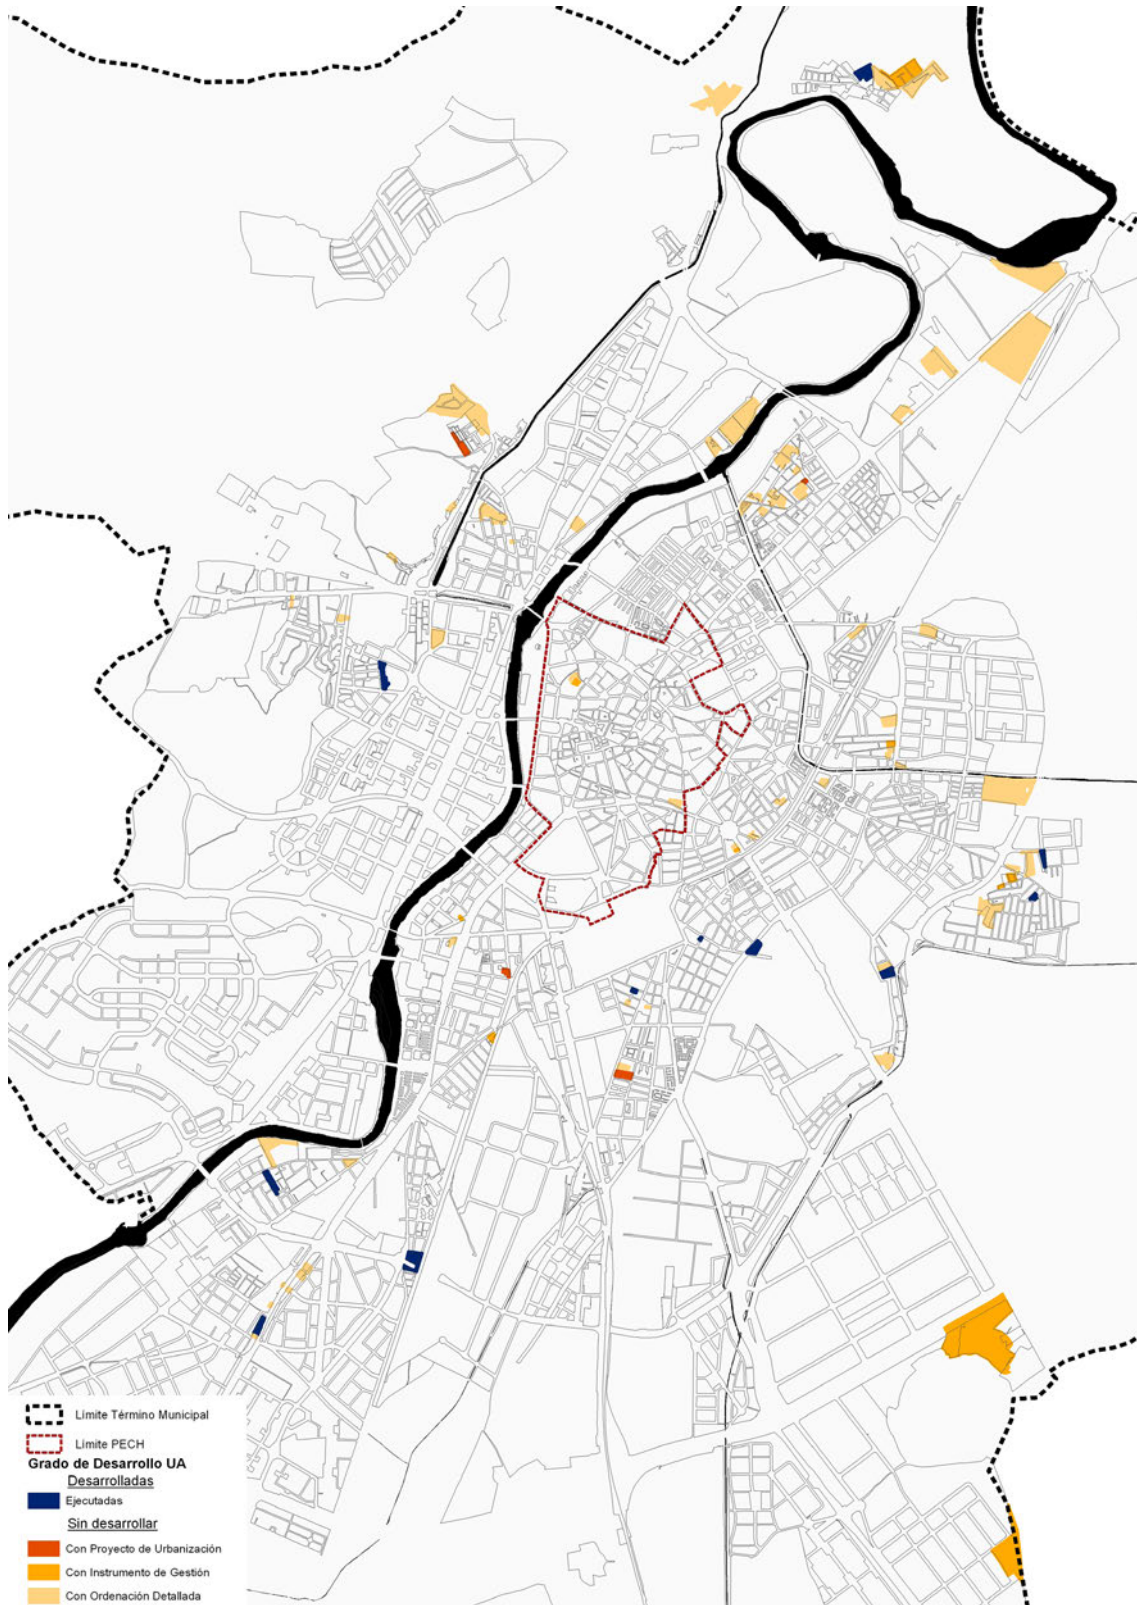 Límite Término Municipal
Límite PECH
Grado de Desarrollo UA
Desarrolladas
Ejecutadas
Sin desarrollar
Con Proyecto de Urbanización
Con Instrumento de Gestión
Con Ordenación Detallada